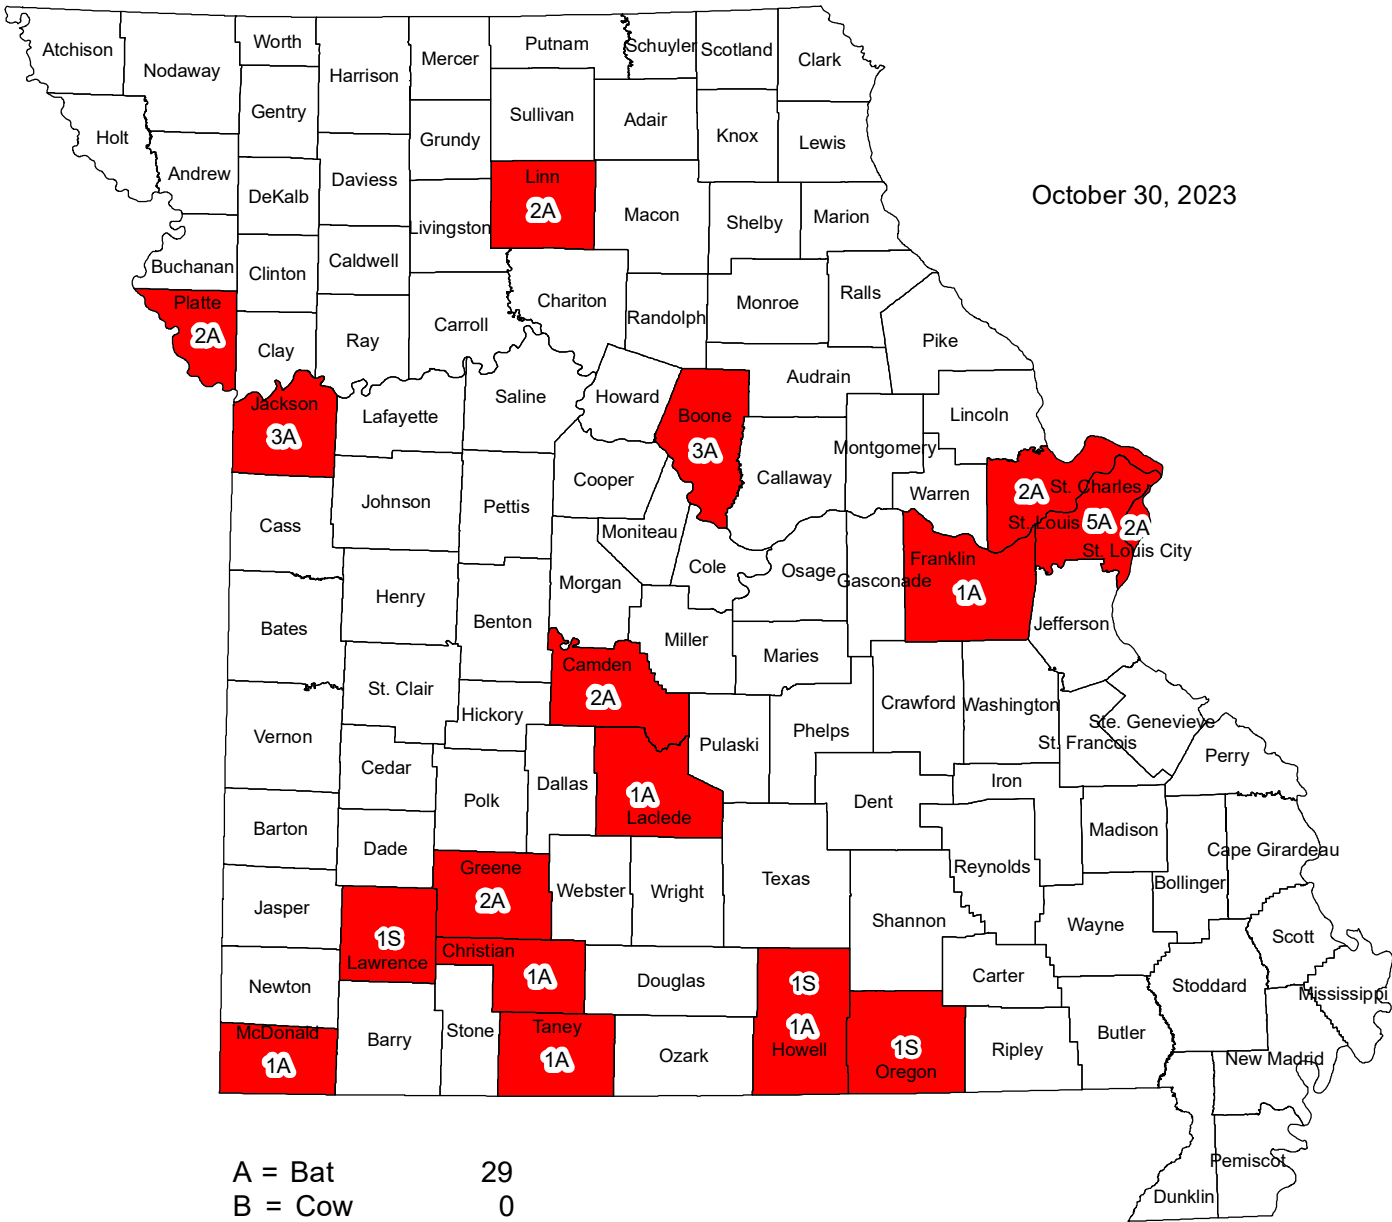 Atchison
Nodaway
Worth
Harrison
Mercer
Putnam
Schuyler
Scotland
Clark
Gentry
Sullivan
Adair
Knox
Lewis
Holt
Grundy
Andrew
DeKalb
Daviess
Linn
2A
Macon
Shelby
Marion
October 30, 2023
Livingston
Buchanan
Clinton
Caldwell
Platte
2A
Chariton
Randolph
Monroe
Ralls
Clay
Ray
Carroll
Pike
Jackson
3A
Lafayette
Saline
Howard
Boone
3A
Audrain
Lincoln
Montgomery
Callaway
Cooper
Warren
2A
St. Charles
St. Louis
5A
2A
St. Louis City
Cass
Johnson
Pettis
Moniteau
Cole
Osage
Gasconade
Franklin
1A
Morgan
Henry
Benton
Bates
Miller
Maries
Jefferson
Camden
2A
St. Clair
Hickory
Crawford
Washington
Ste. Genevieve
St. Francois
Vernon
Pulaski
Phelps
Perry
Cedar
Dallas
Polk
1A
Laclede
Dent
Iron
Barton
Dade
Madison
Cape Girardeau
Greene
2A
Webster
Wright
Texas
Reynolds
Bollinger
Jasper
Shannon
Wayne
1S
Lawrence
Christian
1A
Scott
Newton
Douglas
1S
1A
Howell
Carter
Stoddard
Mississippi
McDonald
1A
Barry
Stone
Taney
1A
Ozark
1S
Oregon
Ripley
Butler
New Madrid
Pemiscot
Dunklin
A = Bat 29
B = Cow 0